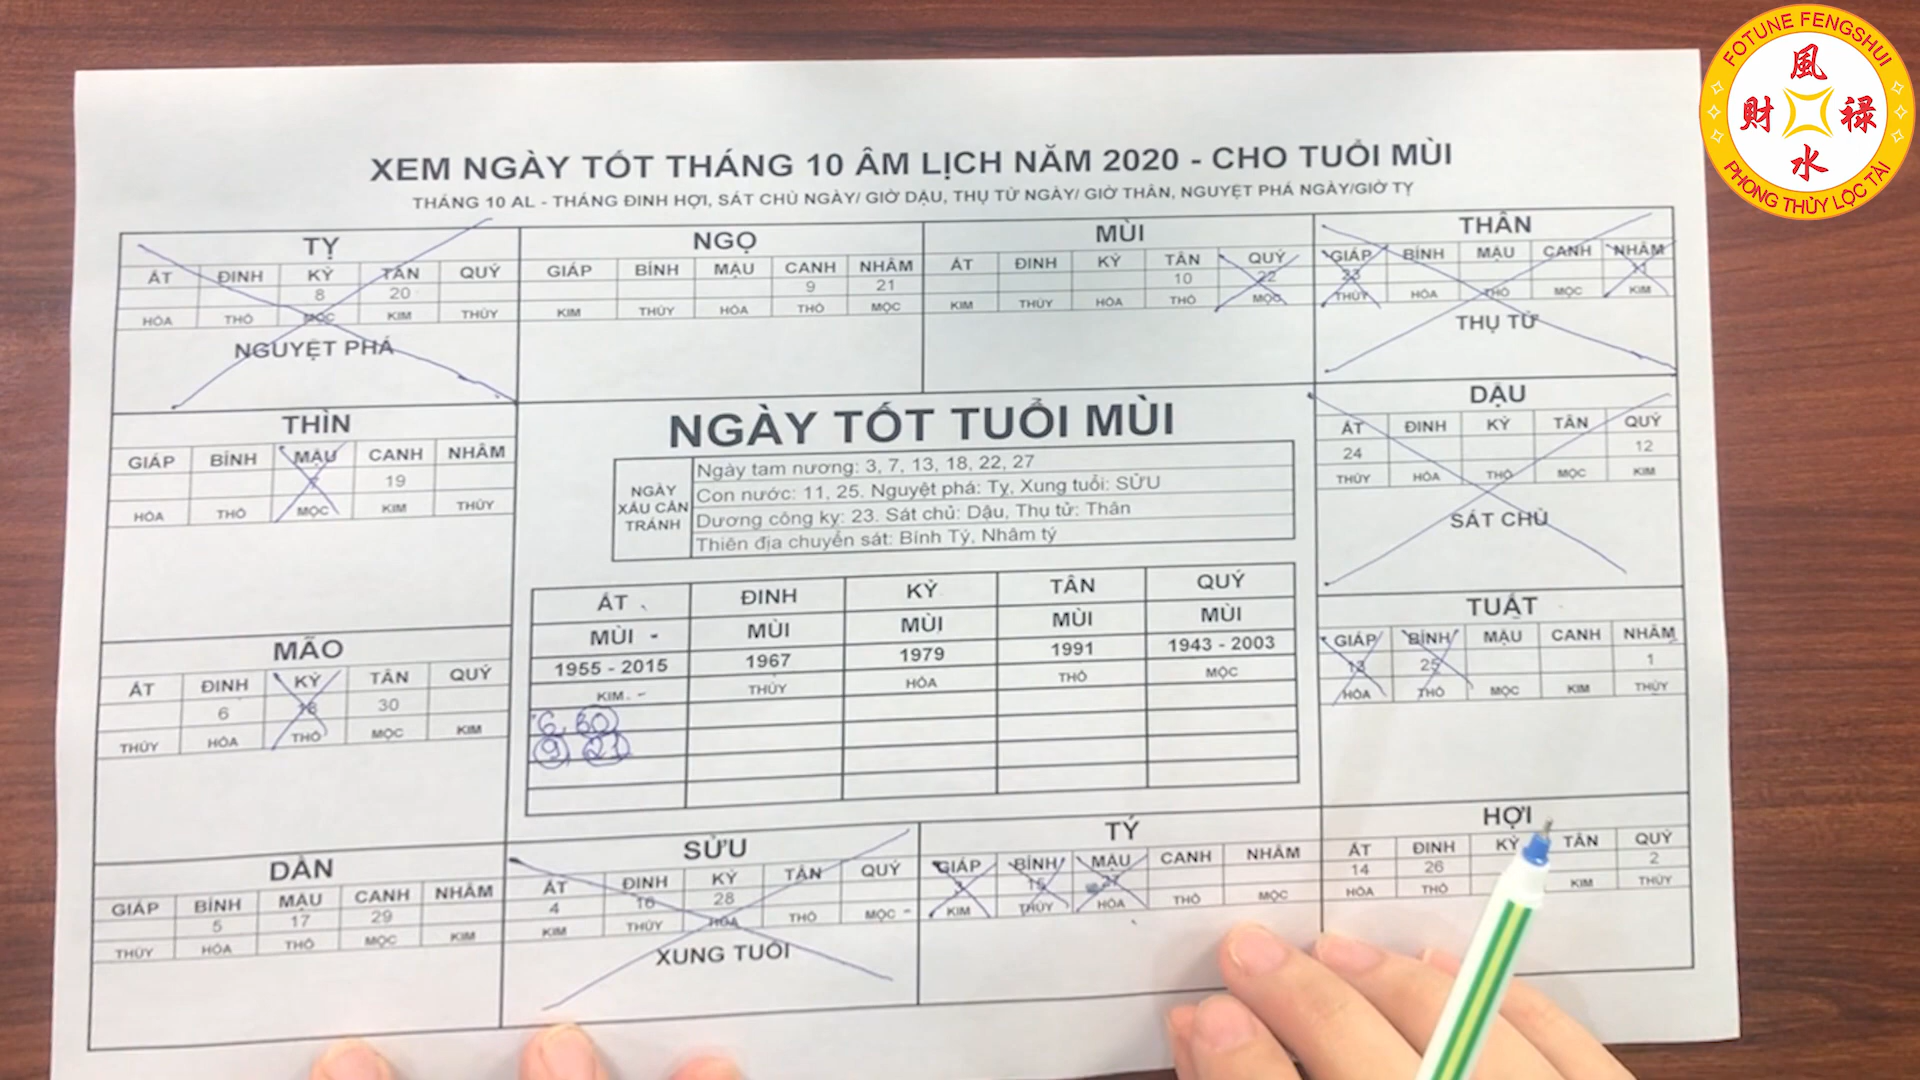 FOTUNE FENGSHUI
風
財 禄
水
PHONG THỦY LỘC TÀI
XEM NGÀY TỐT THÁNG 10 ÂM LỊCH NĂM 2020 - CHO TUỔI MÙI
THÁNG 10 AL - THÁNG ĐINH HỢI, SÁT CHỦ NGÀY/ GIỜ DẬU, THỤ TỬ NGÀY/ GIỜ THÂN, NGUYỆT PHÁ NGÀY/GIỜ TỴ
TỴ
ẤT ĐINH KỶ TÂN QUÝ
8 20
HỎA THỔ MỘC KIM THỦY
NGUYỆT PHÁ
NGỌ
GIÁP BÍNH MẬU CANH NHÂM
9 21
KIM THỦY HỎA THỔ MỘC
MÙI
ẤT ĐINH KỶ TÂN QUÝ
10 22
KIM THỦY HỎA THỔ MỘC
THÂN
GIÁP BÍNH MẬU CANH NHÂM
23 11
THỦY HỎA THỔ MỘC KIM
THỤ TỬ
THÌN
GIÁP BÍNH MẬU CANH NHÂM
7 19
HỎA THỔ MỘC KIM THỦY
NGÀY TỐT TUỔI MÙI
NGÀY
XẤU CẦN
TRÁNH
Ngày tam nương: 3, 7, 13, 18, 22, 27
Con nước: 11, 25. Nguyệt phá: Tỵ, Xung tuổi: SỬU
Dương công kỵ: 23. Sát chủ: Dậu, Thụ tử: Thân
Thiên địa chuyển sát: Bính Tý, Nhâm tý
DẬU
ẤT ĐINH KỶ TÂN QUÝ
24 12
THỦY HỎA THỔ MỘC KIM
SÁT CHỦ
MÃO
ẤT ĐINH KỶ TÂN QUÝ
6 18 30
THỦY HỎA THỔ MỘC KIM
ẤT ĐINH KỶ TÂN QUÝ
MÙI MÙI MÙI MÙI MÙI
1955 - 2015 1967 1979 1991 1943 - 2003
KIM THỦY HỎA THỔ MỘC
6, 30
9, 21
TUẤT
GIÁP BÍNH MẬU CANH NHÂM
13 25 1
HỎA THỔ MỘC KIM THỦY
DẦN
GIÁP BÍNH MẬU CANH NHÂM
5 17 29
THỦY HỎA THỔ MỘC KIM
SỬU
ẤT ĐINH KỶ TÂN QUÝ
4 16 28
KIM THỦY HỎA THỔ MỘC
XUNG TUỔI
TÝ
GIÁP BÍNH MẬU CANH NHÂM
3 15 27
KIM THỦY HỎA THỔ MỘC
HỢI
ẤT ĐINH KỶ TÂN QUÝ
14 26 2
HỎA THỔ KIM THỦY